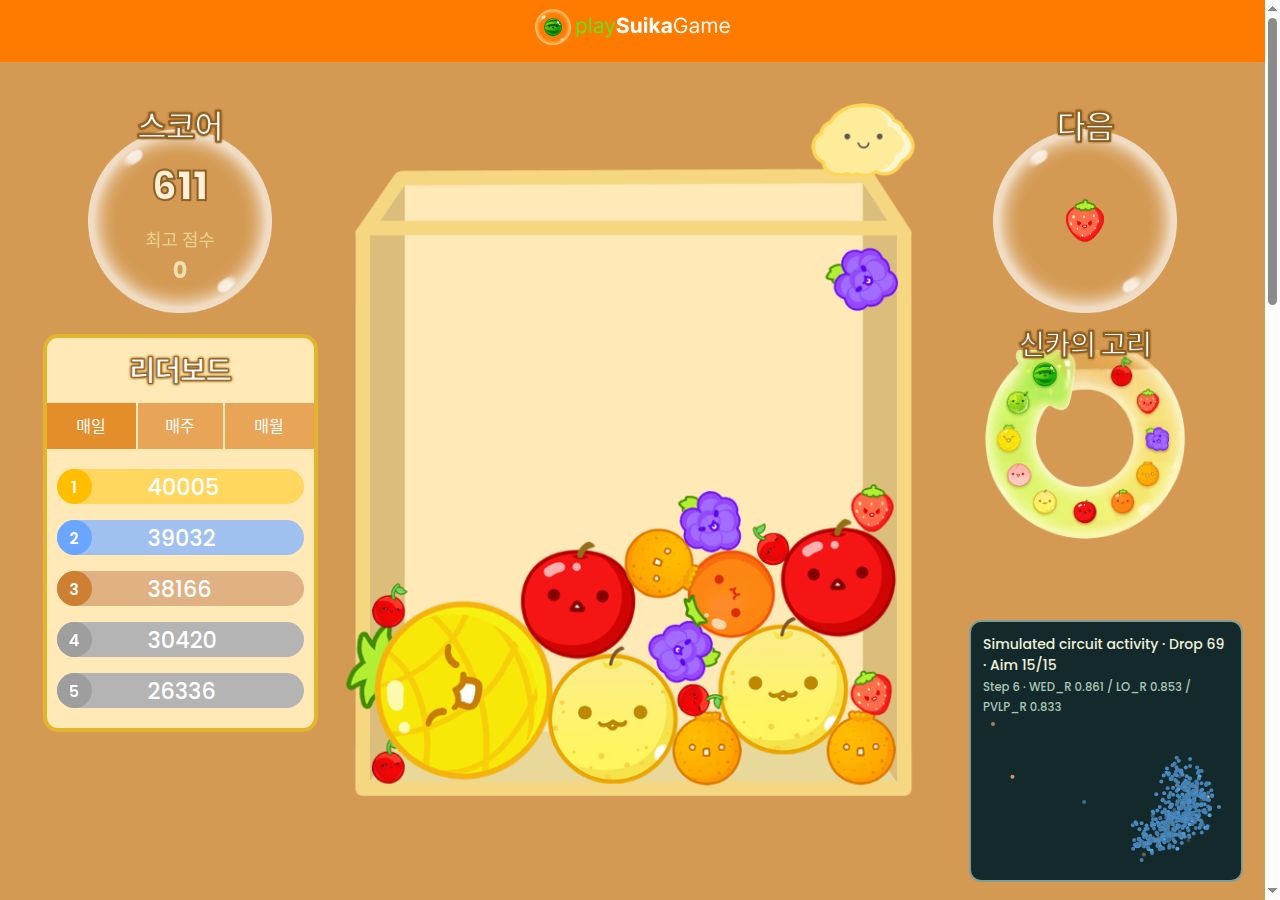 playSuikaGame
스코어
611
최고 점수
0
리더보드
매일
매주
매월
1
40005
2
39032
3
38166
4
30420
5
26336
다음
신카의 고리
Simulated circuit activity · Drop 69
· Aim 15/15
Step 6 · WED_R 0.861 / LO_R 0.853 /
PVLP_R 0.833